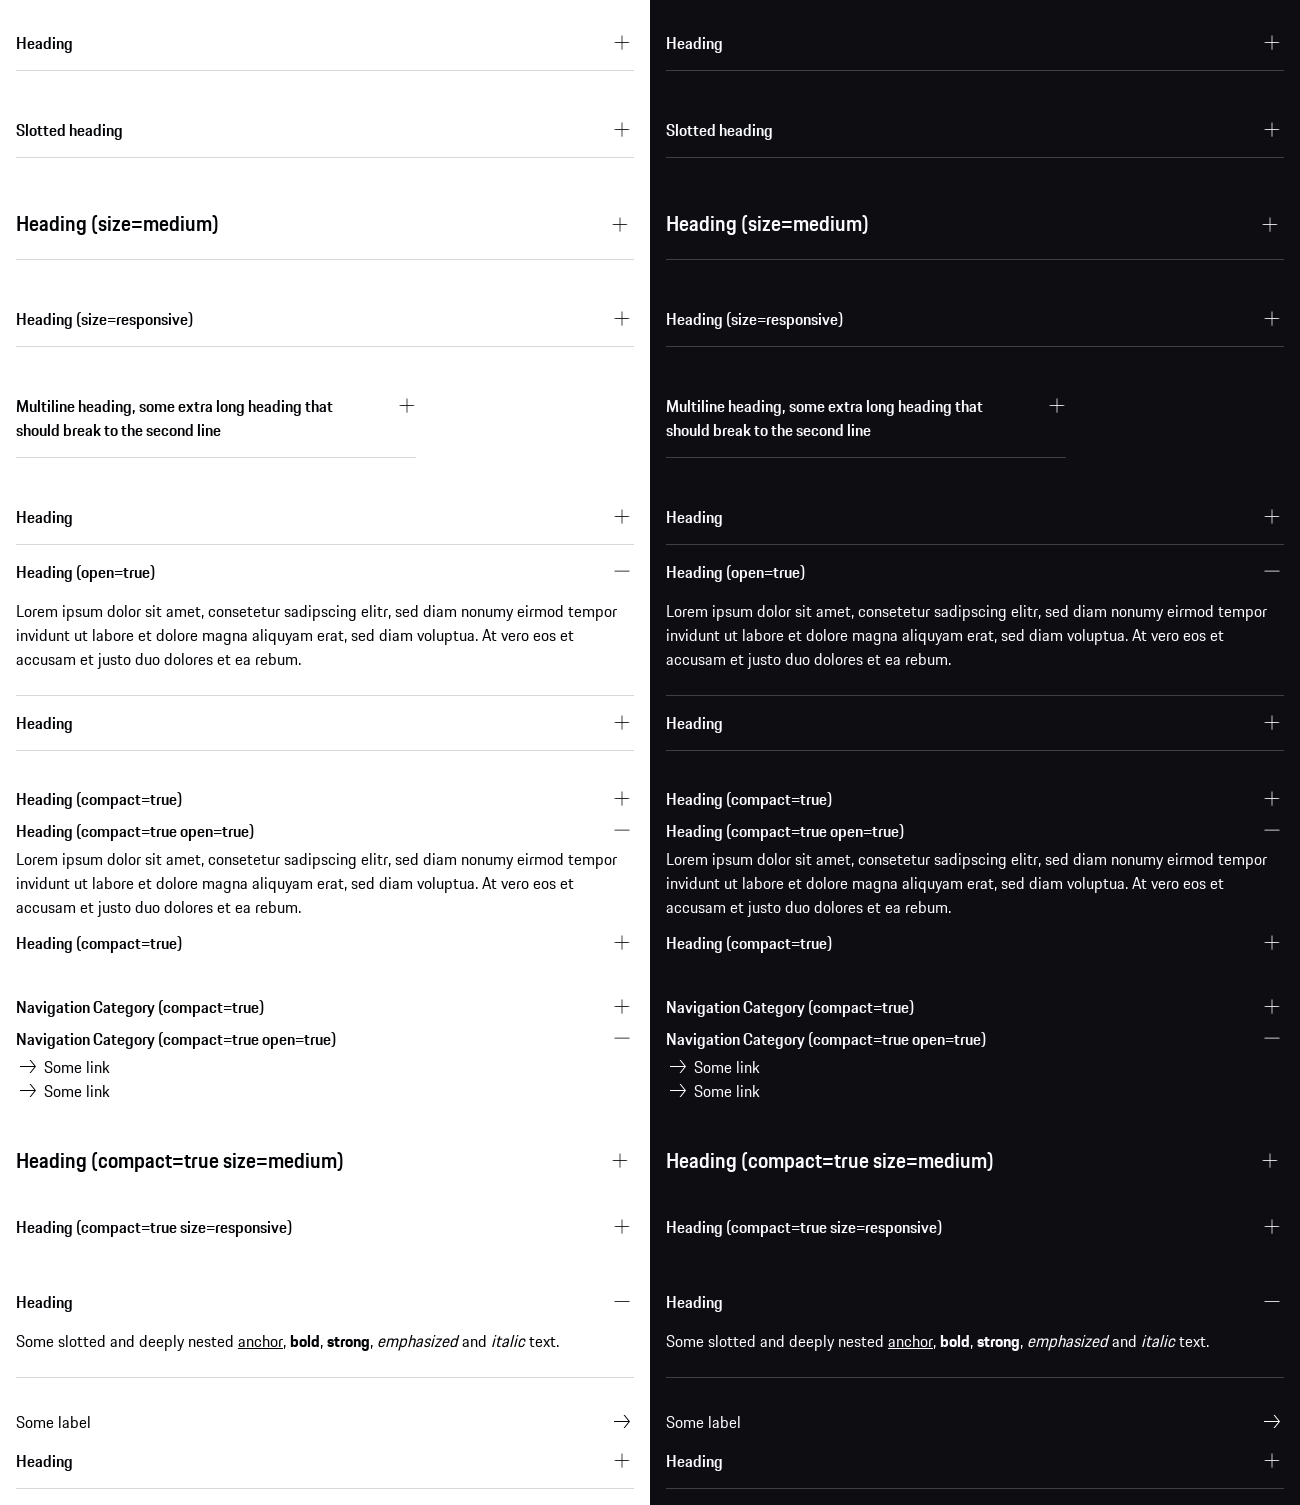 Heading
Slotted heading
Heading (size=medium)
Heading (size=responsive)
Multiline heading, some extra long heading that
should break to the second line
Heading
Heading (open=true)
Lorem ipsum dolor sit amet, consetetur sadipscing elitr, sed diam nonumy eirmod tempor
invidunt ut labore et dolore magna aliquyam erat, sed diam voluptua. At vero eos et
accusam et justo duo dolores et ea rebum.
Heading
Heading (compact=true)
Heading (compact=true open=true)
Lorem ipsum dolor sit amet, consetetur sadipscing elitr, sed diam nonumy eirmod tempor
invidunt ut labore et dolore magna aliquyam erat, sed diam voluptua. At vero eos et
accusam et justo duo dolores et ea rebum.
Heading (compact=true)
Navigation Category (compact=true)
Navigation Category (compact=true open=true)
Some link
Some link
Heading (compact=true size=medium)
Heading (compact=true size=responsive)
Heading
Some slotted and deeply nested anchor, bold, strong, emphasized and italic text.
Some label
Heading
Heading
Slotted heading
Heading (size=medium)
Heading (size=responsive)
Multiline heading, some extra long heading that
should break to the second line
Heading
Heading (open=true)
Lorem ipsum dolor sit amet, consetetur sadipscing elitr, sed diam nonumy eirmod tempor
invidunt ut labore et dolore magna aliquyam erat, sed diam voluptua. At vero eos et
accusam et justo duo dolores et ea rebum.
Heading
Heading (compact=true)
Heading (compact=true open=true)
Lorem ipsum dolor sit amet, consetetur sadipscing elitr, sed diam nonumy eirmod tempor
invidunt ut labore et dolore magna aliquyam erat, sed diam voluptua. At vero eos et
accusam et justo duo dolores et ea rebum.
Heading (compact=true)
Navigation Category (compact=true)
Navigation Category (compact=true open=true)
Some link
Some link
Heading (compact=true size=medium)
Heading (compact=true size=responsive)
Heading
Some slotted and deeply nested anchor, bold, strong, emphasized and italic text.
Some label
Heading